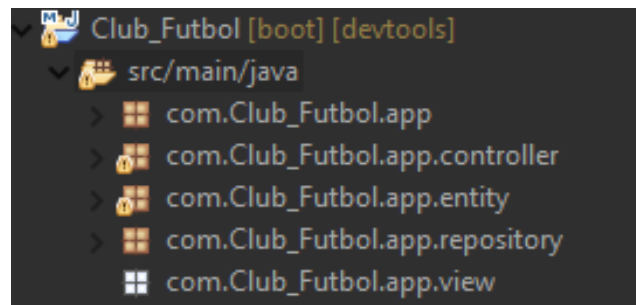 Club_Futbol [boot] [devtools]
src/main/java
com.Club_Futbol.app
com.Club_Futbol.app.controller
com.Club_Futbol.app.entity
com.Club_Futbol.app.repository
com.Club_Futbol.app.view